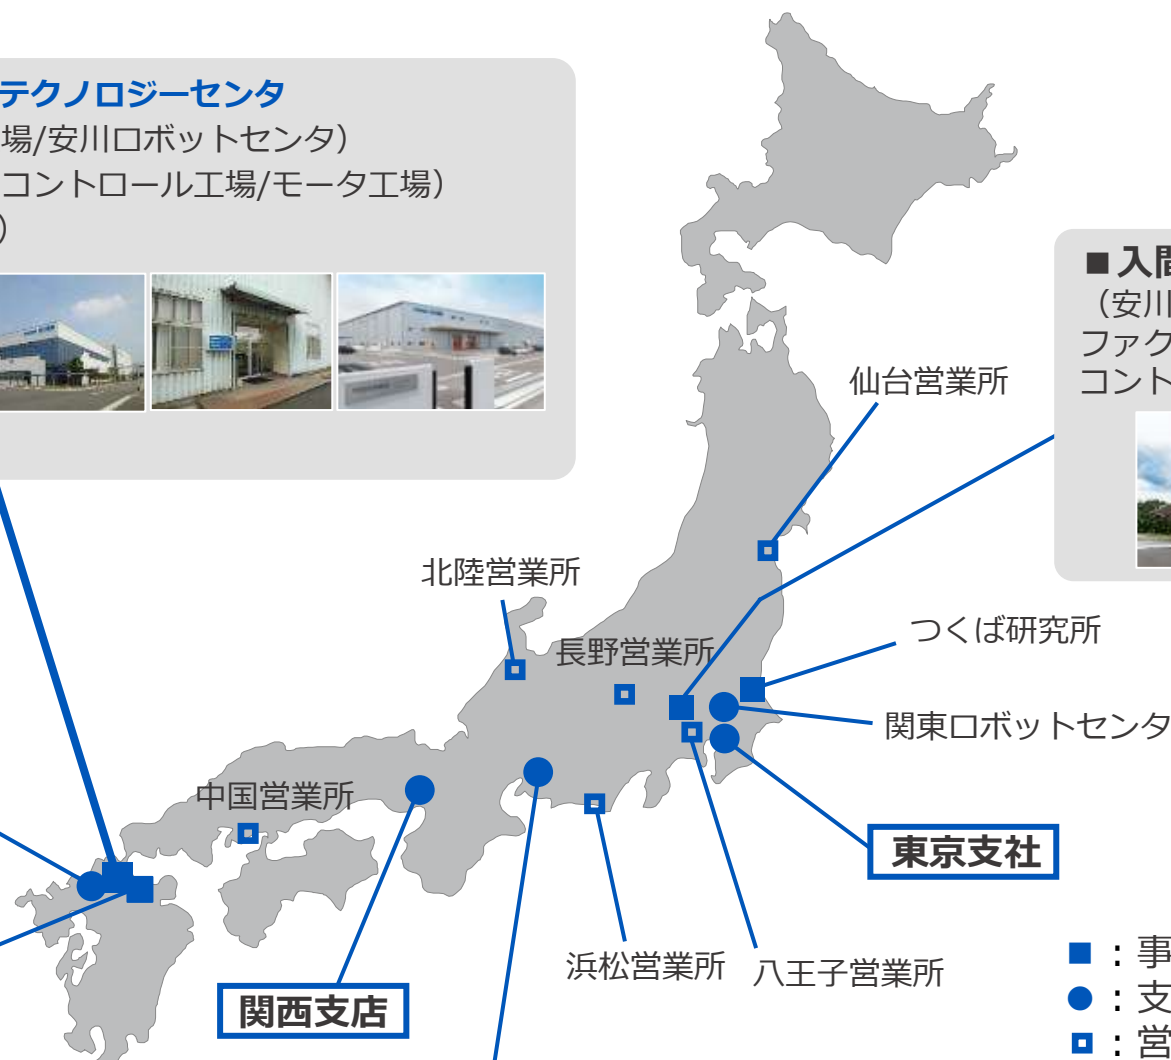 テクノロジーセンタ
場/安川ロボットセンタ）
コントロール工場/モータ工場）
）
■入間
（安川
ファク
コント
仙台営業所
北陸営業所
つくば研究所
長野営業所
関東ロボットセンタ
中国営業所
東京支社
浜松営業所
八王子営業所
関西支店
■：事
●：支
：営